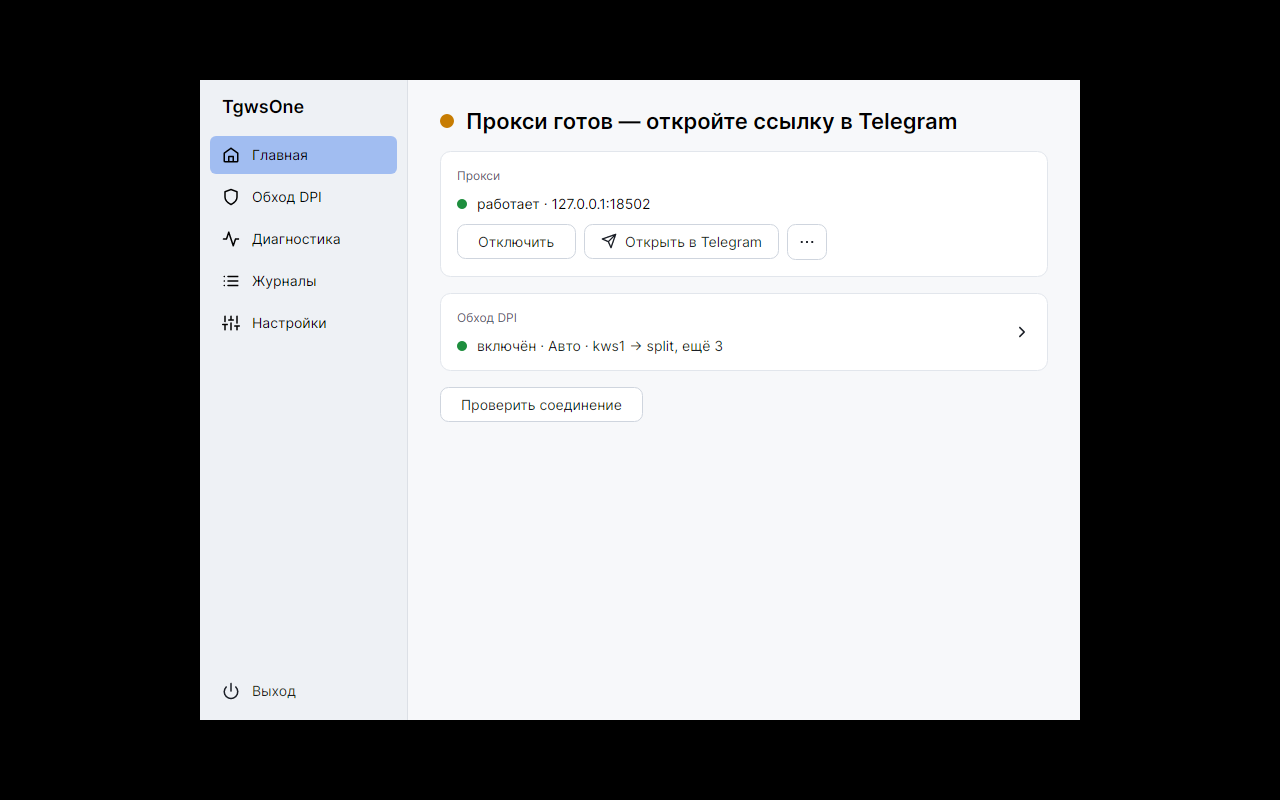 TgwsOne
Главная
Обход DPI
Диагностика
Журналы
Настройки
Выход
Прокси готов — откройте ссылку в Telegram
Прокси
работает · 127.0.0.1:18502
Отключить
Открыть в Telegram
···
Обход DPI
включён · Авто · kws1 → split, ещё 3
Проверить соединение